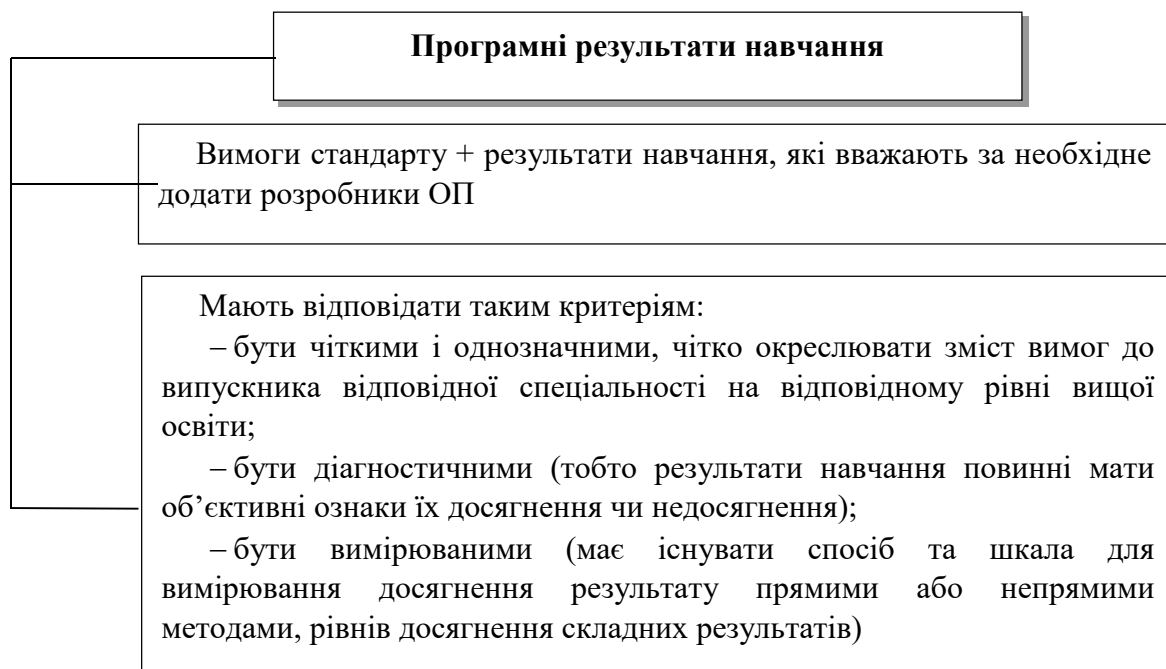 Програмні результати навчання
Вимоги стандарту + результати навчання, які вважають за необхідне
додати розробники ОП
Мають відповідати таким критеріям:
– бути чіткими і однозначними, чітко окреслювати зміст вимог до
випускника відповідної спеціальності на відповідному рівні вищої
освіти;
– бути діагностичними (тобто результати навчання повинні мати
об’єктивні ознаки їх досягнення чи недосягнення);
– бути вимірюваними (має існувати спосіб та шкала для
вимірювання досягнення результату прямими або непрямими
методами, рівнів досягнення складних результатів)